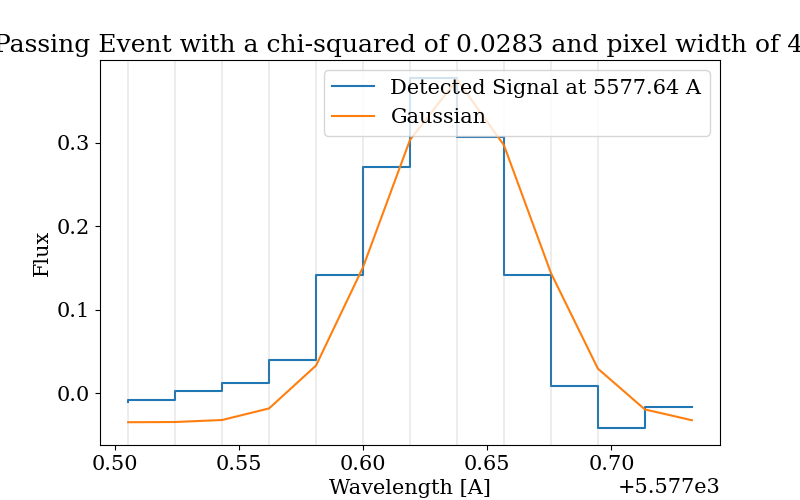 Passing Event with a chi-squared of 0.0283 and pixel width of 4
Detected Signal at 5577.64 A
Gaussian
0.3
0.2
0.1
0.0
Flux
0.50 0.55 0.60 0.65 0.70
Wavelength [A]
+5.577e3